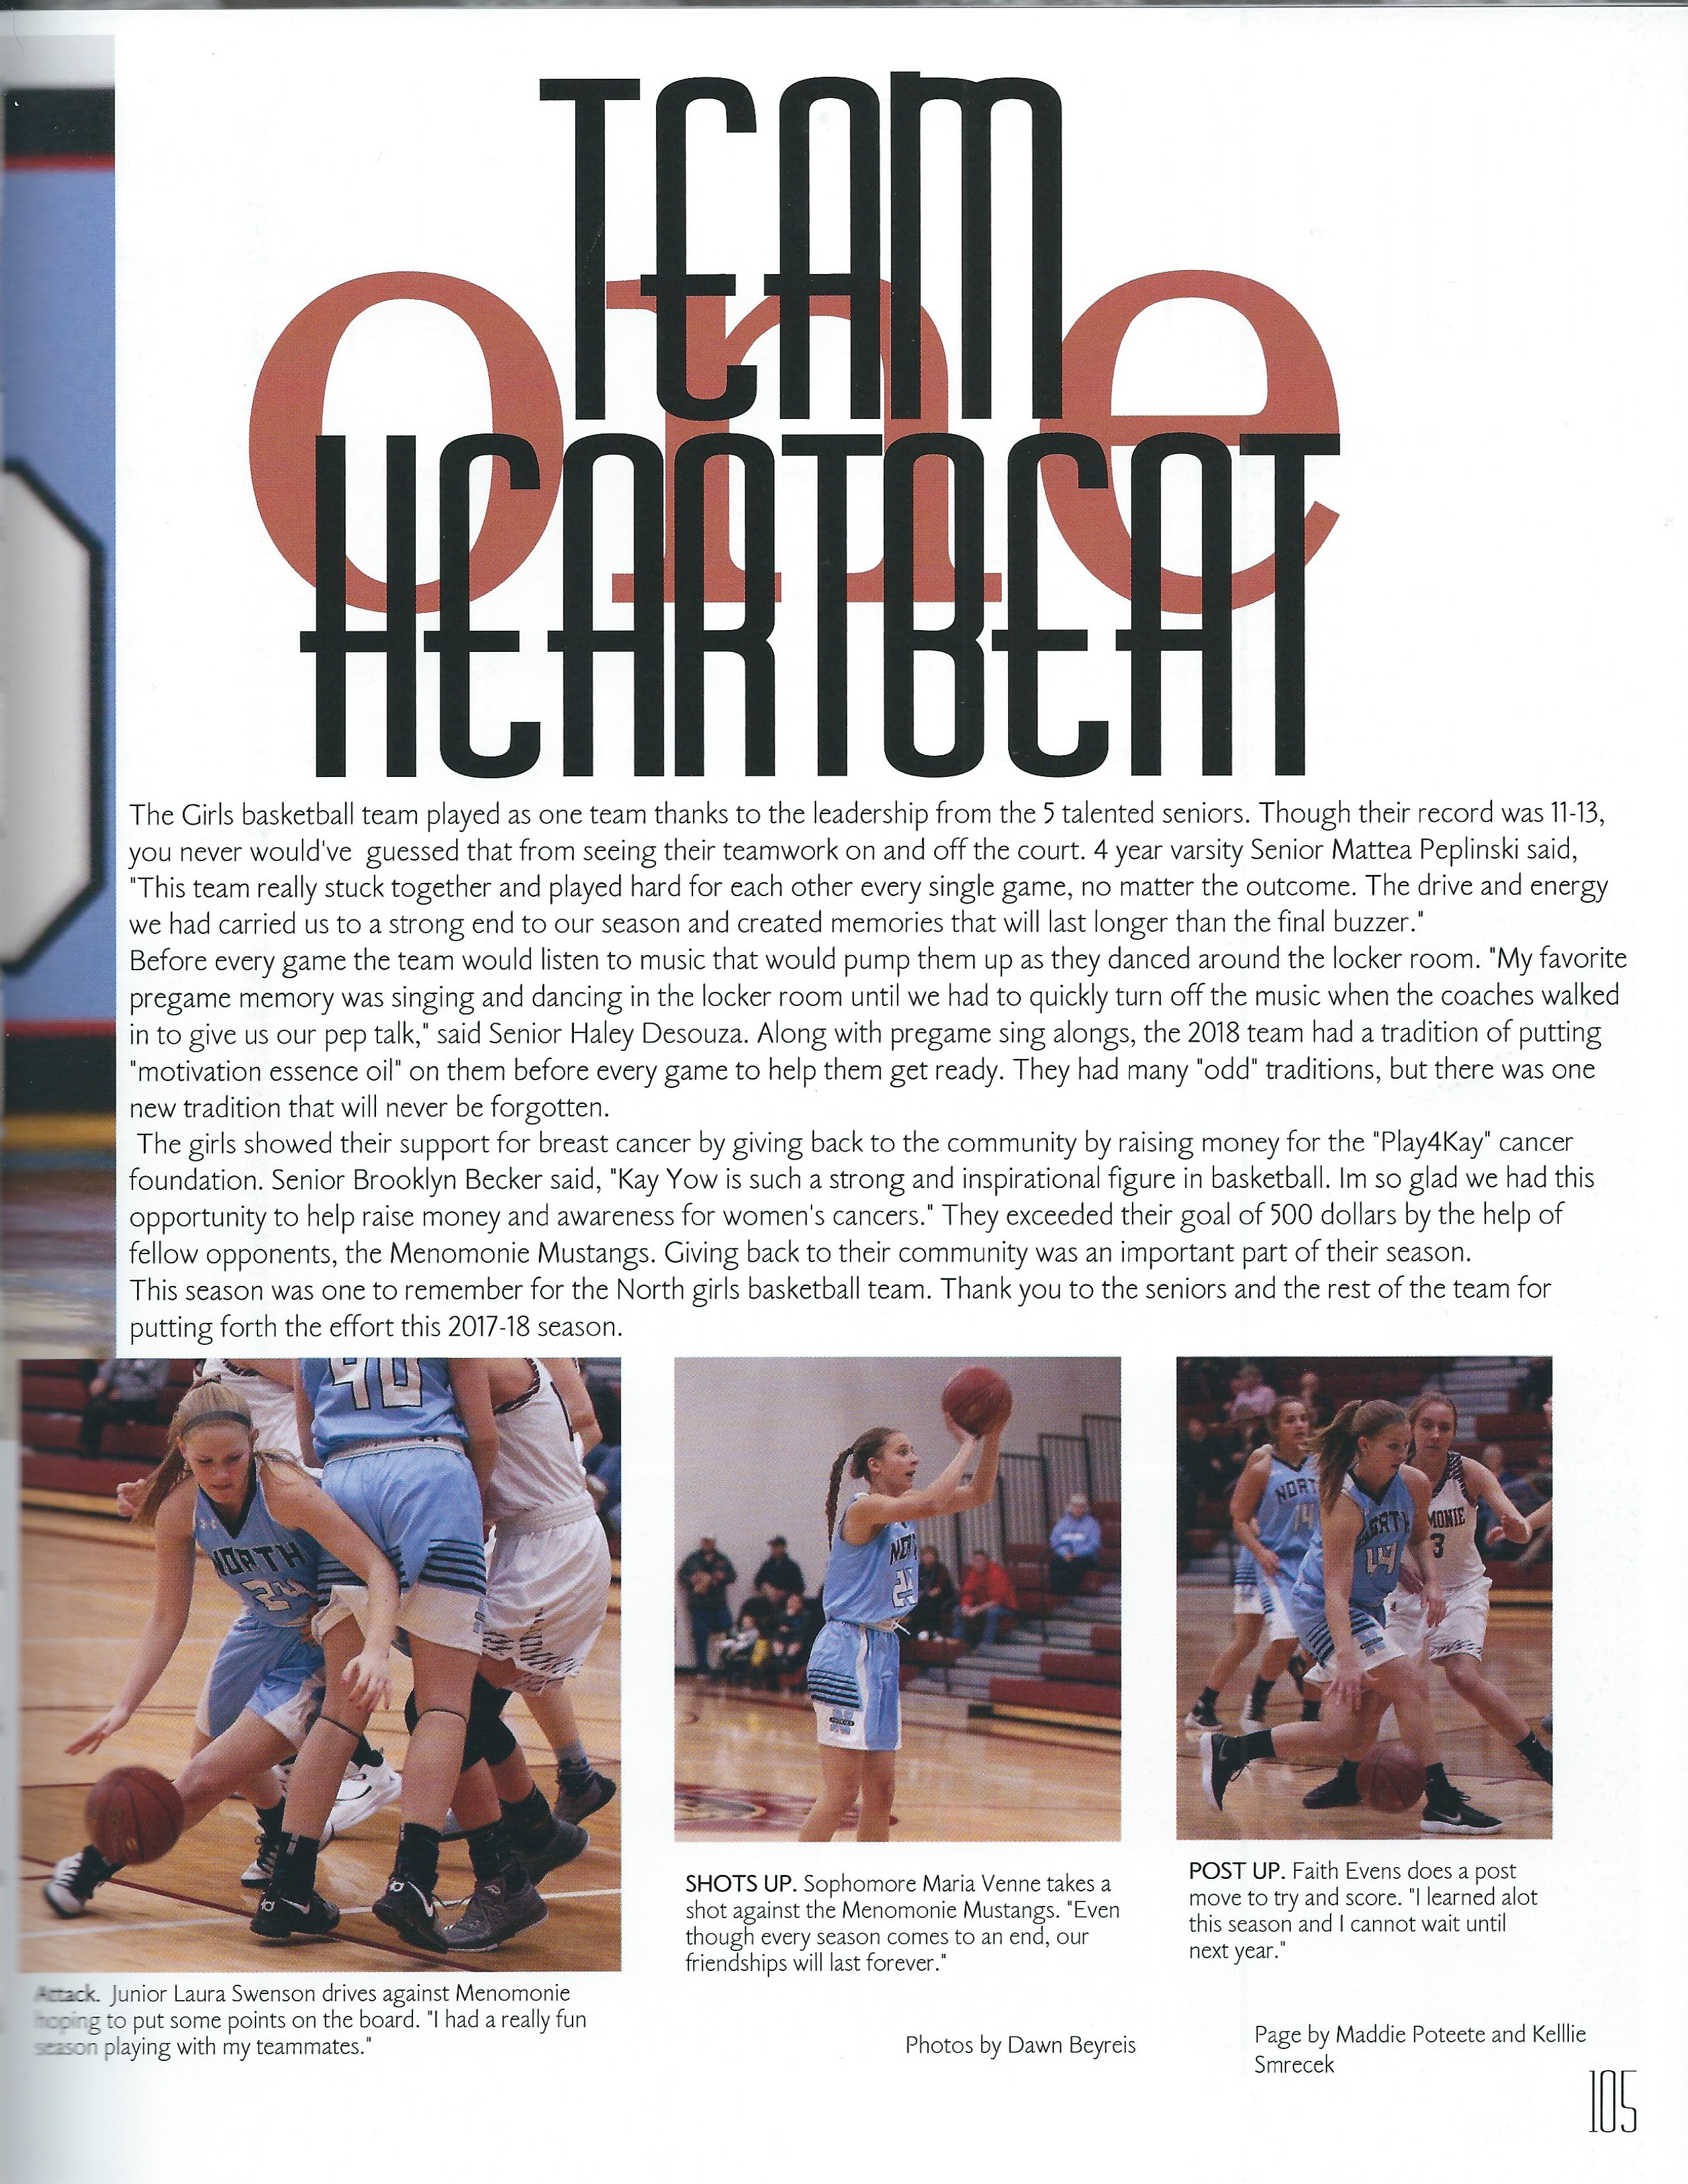 TEAM
one
HEARTBEAT
The Girls basketball team played as one team thanks to the leadership from the 5 talented seniors. Though their record was 11-13,
you never would've guessed that from seeing their teamwork on and off the court. 4 year varsity Senior Mattea Peplinski said,
"This team really stuck together and played hard for each other every single game, no matter the outcome. The drive and energy
we had carried us to a strong end to our season and created memories that will last longer than the final buzzer."
Before every game the team would listen to music that would pump them up as they danced around the locker room. "My favorite
pregame memory was singing and dancing in the locker room until we had to quickly turn off the music when the coaches walked
in to give us our pep talk," said Senior Haley Desouza. Along with pregame sing alongs, the 2018 team had a tradition of putting
"motivation essence oil" on them before every game to help them get ready. They had many "odd" traditions, but there was one
new tradition that will never be forgotten.
The girls showed their support for breast cancer by giving back to the community by raising money for the "Play4Kay" cancer
foundation. Senior Brooklyn Becker said, "Kay Yow is such a strong and inspirational figure in basketball. Im so glad we had this
opportunity to help raise money and awareness for women's cancers." They exceeded their goal of 500 dollars by the help of
fellow opponents, the Menomonie Mustangs. Giving back to their community was an important part of their season.
This season was one to remember for the North girls basketball team. Thank you to the seniors and the rest of the team for
putting forth the effort this 2017-18 season.
40
NORTH
24
NORT
14
NORTH
44
MONIE
3
SHOTS UP. Sophomore Maria Venne takes a
shot against the Menomonie Mustangs. "Even
though every season comes to an end, our
friendships will last forever."
POST UP. Faith Evens does a post
move to try and score. "I learned alot
this season and I cannot wait until
next year."
Attack. Junior Laura Swenson drives against Menomonie
hoping to put some points on the board. "I had a really fun
season playing with my teammates."
Photos by Dawn Beyreis
Page by Maddie Poteete and Kelllie
Smrecek
105